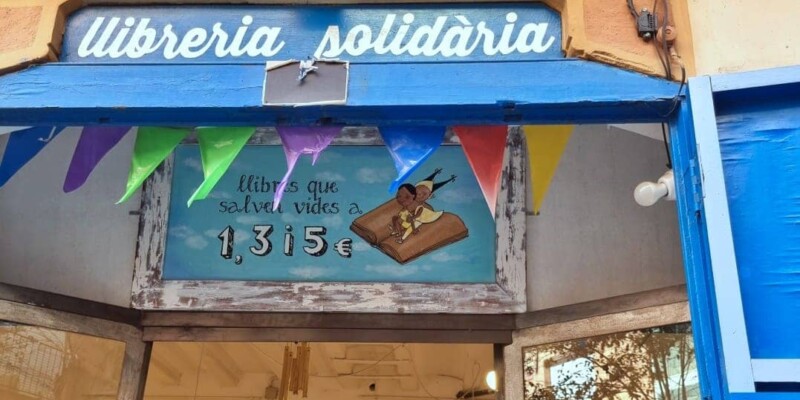 llibreria solidària
llibres que
salven vides a
1, 3 i 5 €